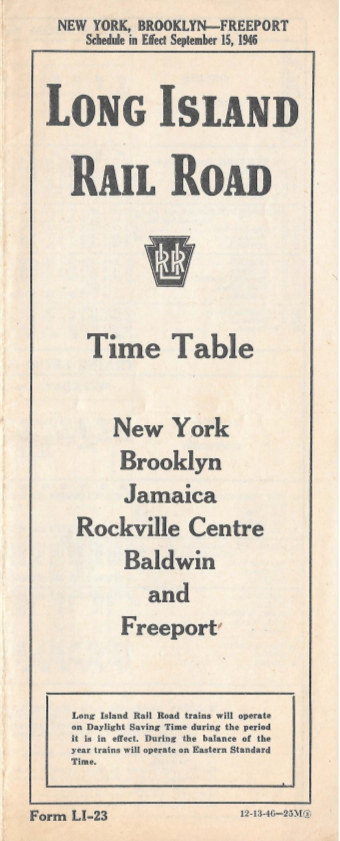 NEW YORK, BROOKLYN—FREEPORT
Schedule in Effect September 15, 1946
LONG ISLAND
RAIL ROAD
LIRR
Time Table
New York
Brooklyn
Jamaica
Rockville Centre
Baldwin
and
Freeport
Long Island Rail Road trains will operate
on Daylight Saving Time during the period
it is in effect. During the balance of the
year trains will operate on Eastern Standard
Time.
Form LI-23
12-13-46—25M②